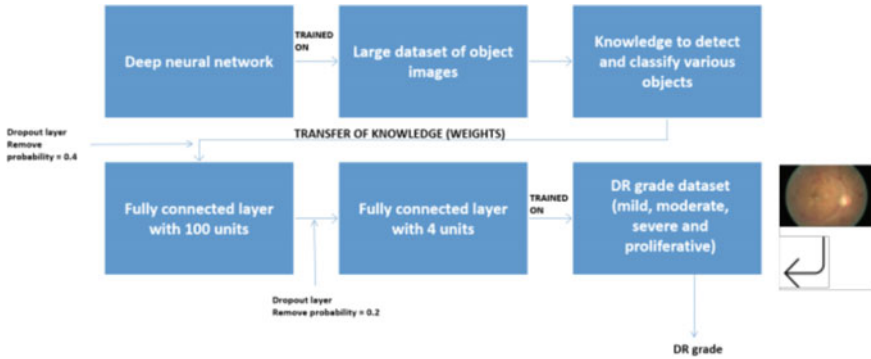 Deep neural network
TRAINED
ON
Large dataset of object
images
Knowledge to detect
and classify various
objects
Dropout layer
Remove
probability = 0.4
TRANSFER OF KNOWLEDGE (WEIGHTS)
Fully connected layer
with 100 units
Fully connected layer
with 4 units
TRAINED
ON
DR grade dataset
(mild, moderate,
severe and
proliferative)
Dropout layer
Remove probability = 0.2
DR grade